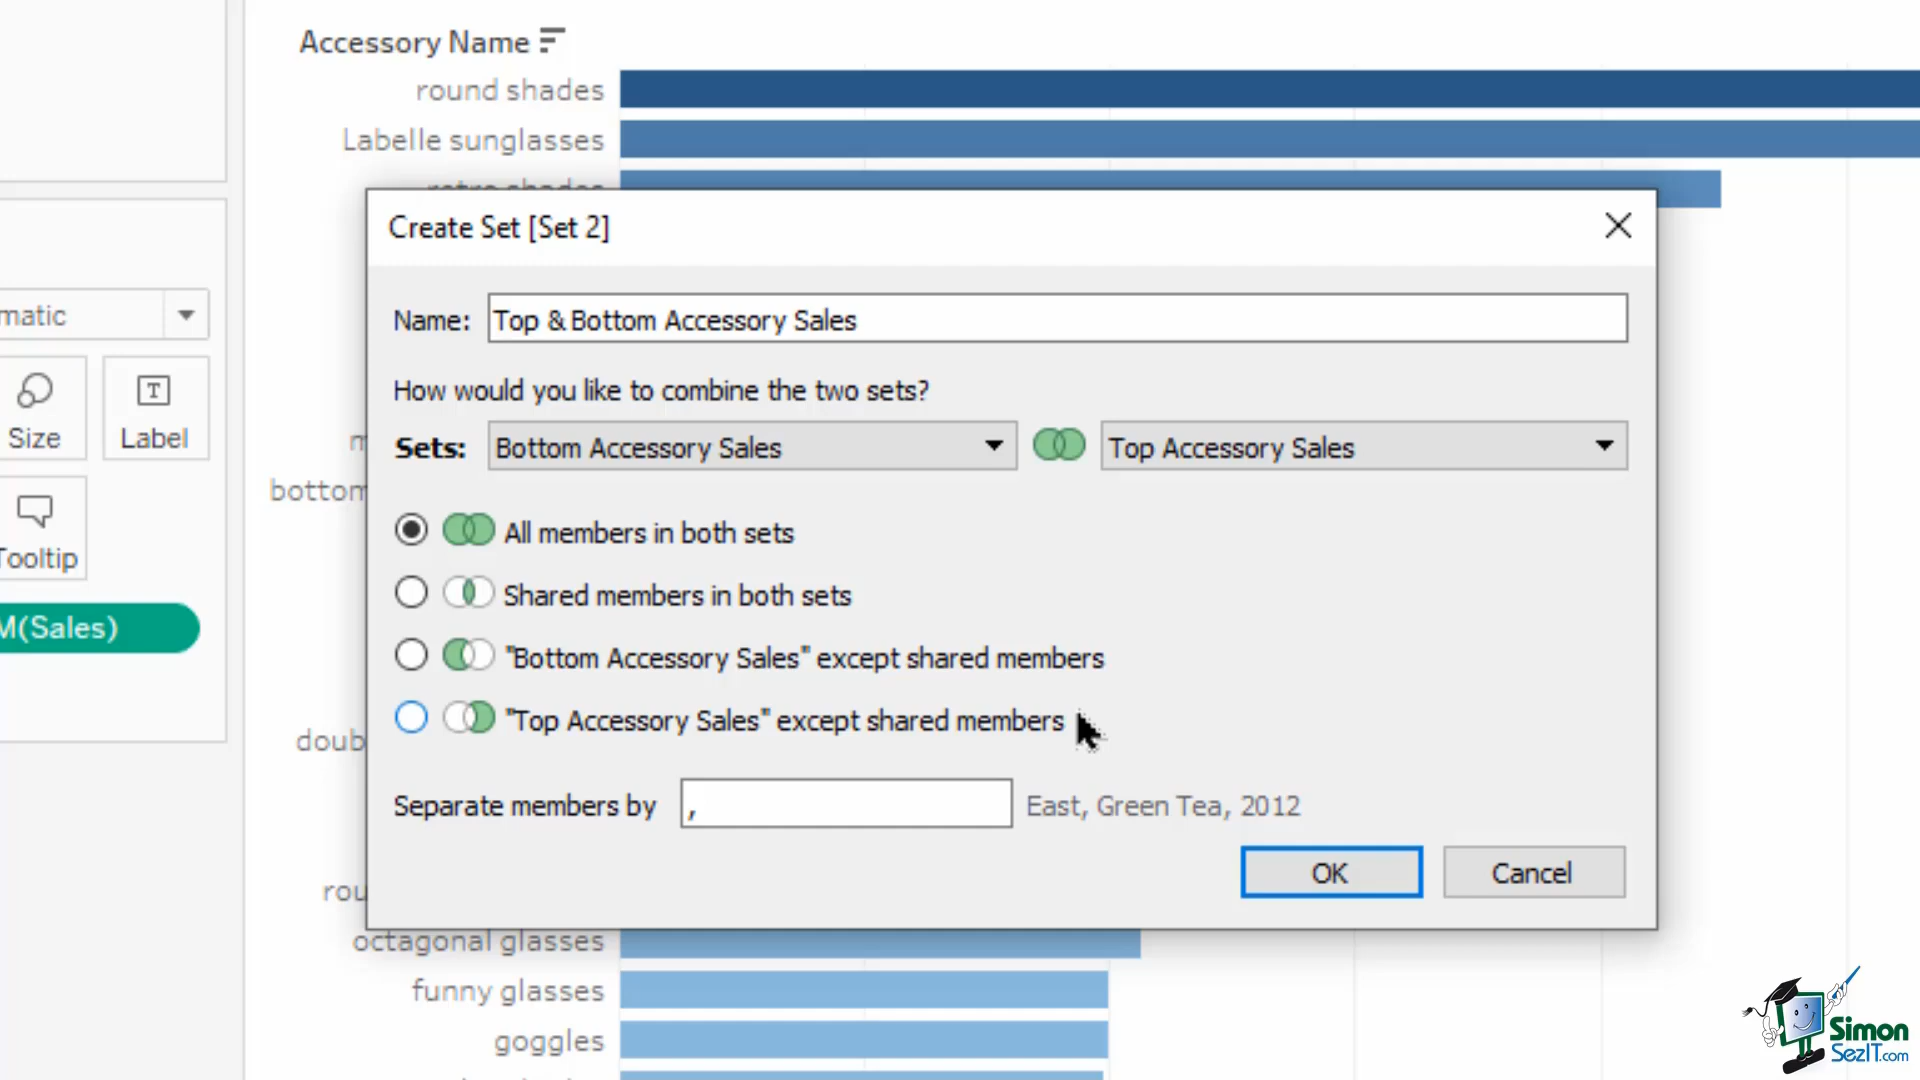 Accessory Name
round shades
Labelle sunglasses
Create Set [Set 2]
Name: Top & Bottom Accessory Sales
matic
How would you like to combine the two sets?
Size
Label
Sets: Bottom Accessory Sales Top Accessory Sales
bottom
All members in both sets
Tooltip
Shared members in both sets
M(Sales)
"Bottom Accessory Sales" except shared members
"Top Accessory Sales" except shared members
doub
Separate members by , East, Green Tea, 2012
OK Cancel
rou
octagonal glasses
funny glasses
goggles
Simon
SezIT.com